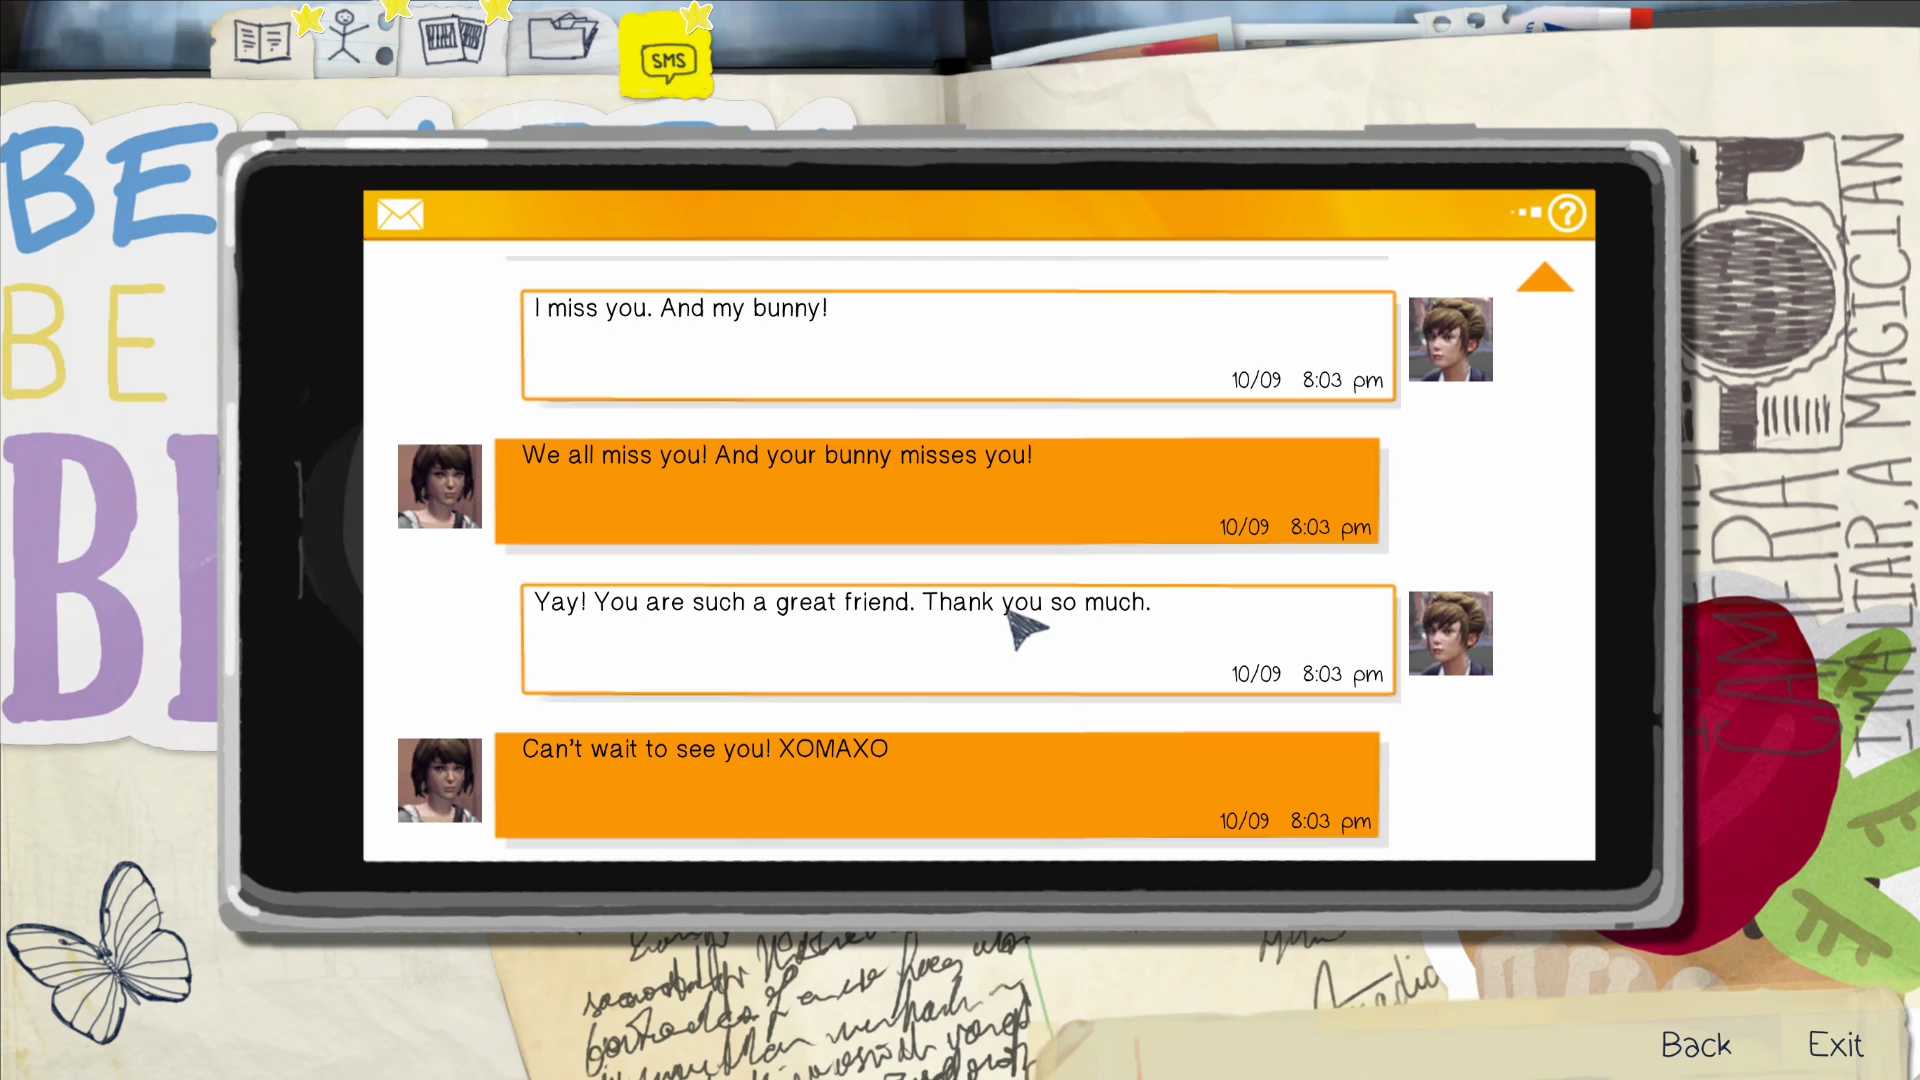 SMS
BE
BE
I miss you. And my bunny!
10/09 8:03 pm
We all miss you! And your bunny misses you!
10/09 8:03 pm
Yay! You are such a great friend. Thank you so much.
10/09 8:03 pm
Can't wait to see you! XOMAXO
10/09 8:03 pm
CAMERA
LIAR, A MAGICIAN
Back
Exit